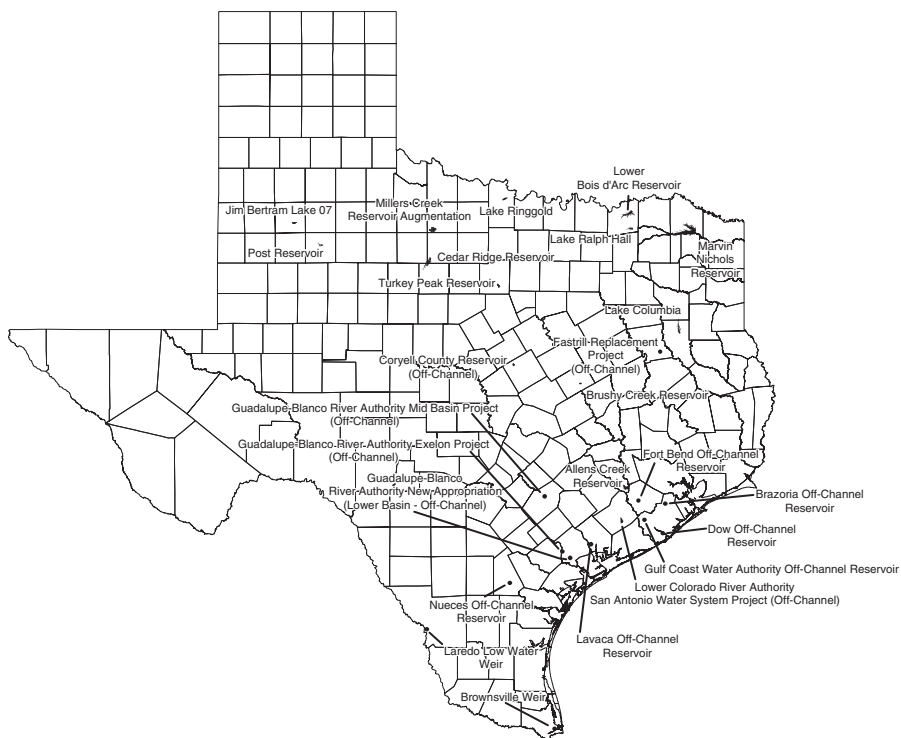 Lower
Bois d'Arc Reservoir
Jim Bertram Lake 07
Millers Creek
Reservoir Augmentation
Lake Ringgold
Lake Ralph Hall
Marvin
Nichols
Reservoir
Post Reservoir
Cedar Ridge Reservoir
Turkey Peak Reservoir
Lake Columbia
Fastrill Replacement
Project
(Off-Channel)
Coryell County Reservoir
(Off-Channel)
Brushy Creek Reservoir
Guadalupe-Blanco River Authority Mid Basin Project
(Off-Channel)
Guadalupe-Blanco River Authority Exelon Project
(Off-Channel)
Guadalupe-Blanco
River Authority New Appropriation
(Lower Basin - Off-Channel)
Allens Creek
Reservoir
Fort Bend Off-Channel
Reservoir
Brazoria Off-Channel
Reservoir
Dow Off-Channel
Reservoir
Gulf Coast Water Authority Off-Channel Reservoir
Lower Colorado River Authority
San Antonio Water System Project (Off-Channel)
Nueces Off-Channel
Reservoir
Lavaca Off-Channel
Reservoir
Laredo Low Water
Weir
Brownsville Weir